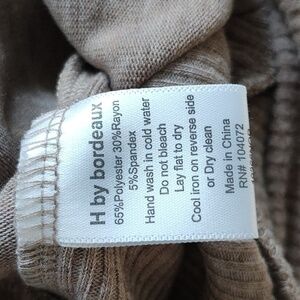 H by bordeaux
65%Polyester 30%Rayon
5%Spandex
Hand wash in cold water
Do not bleach
Lay flat to dry
Cool iron on reverse side
or Dry clean
Made in China
RN# 104072